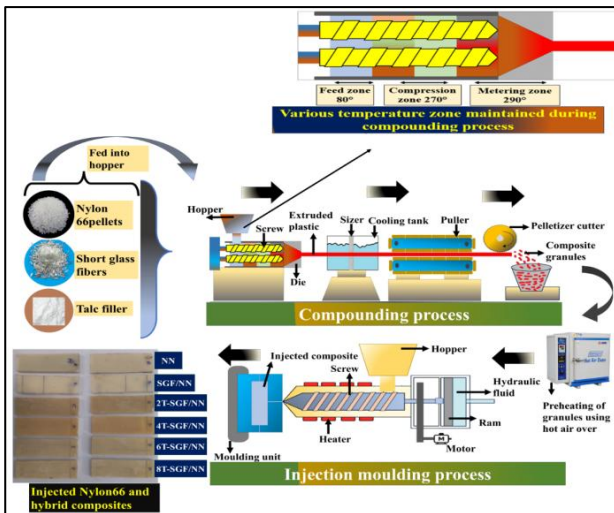 Feed zone
80°
Compression
zone 270°
Metering zone
290°
Various temperature zone maintained during
compounding process
Fed into
hopper
Nylon
66pellets
Short glass
fibers
Talc filler
Hopper
Screw
Extruded
plastic
Die
Sizer
Cooling tank
Puller
Pelletizer cutter
Composite
granules
Compounding process
Preheating of
granules using
hot air over
Hopper
Injected composite
Screw
Hydraulic
fluid
Ram
Motor
Heater
Moulding unit
Injection moulding process
NN
SGF/NN
2T-SGF/NN
4T-SGF/NN
6T-SGF/NN
8T-SGF/NN
Injected Nylon66 and
hybrid composites